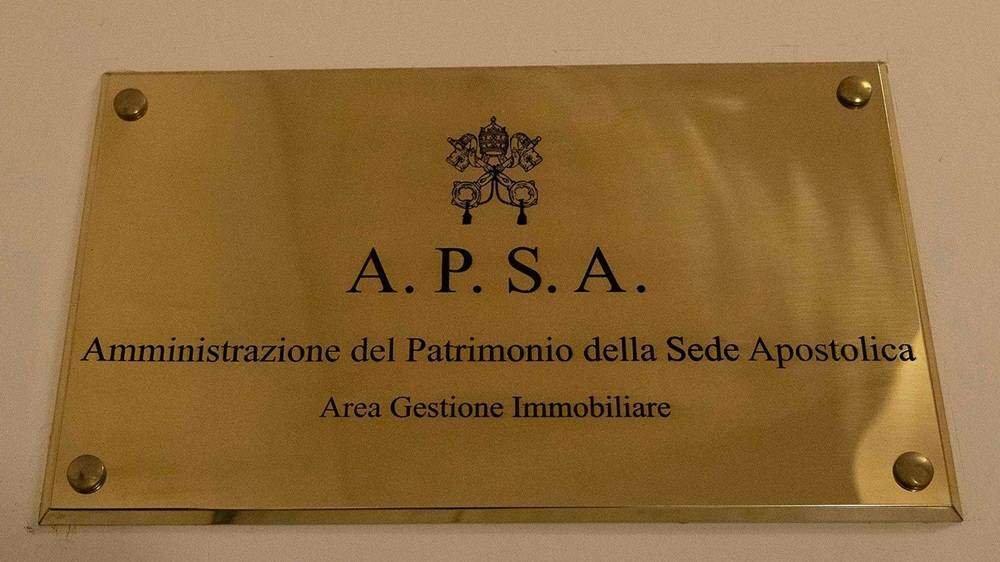 A. P. S. A.
Amministrazione del Patrimonio della Sede Apostolica
Area Gestione Immobiliare